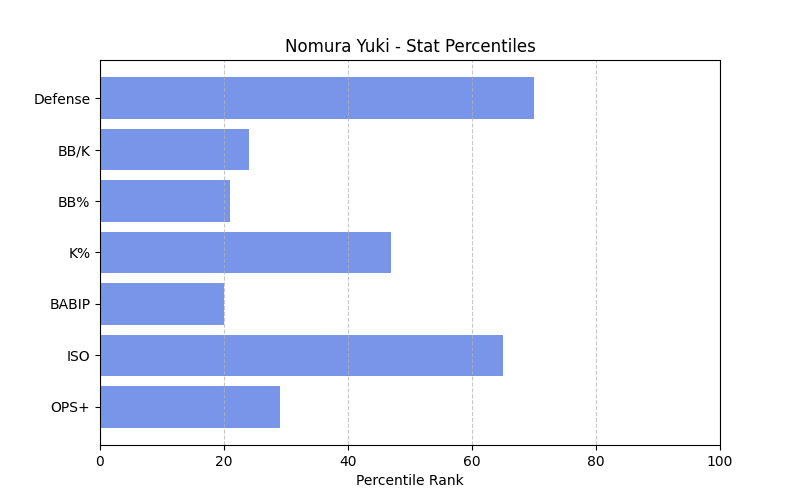 Nomura Yuki - Stat Percentiles
Defense
BB/K
BB%
K%
BABIP
ISO
OPS+
0 20 40 60 80 100
Percentile Rank